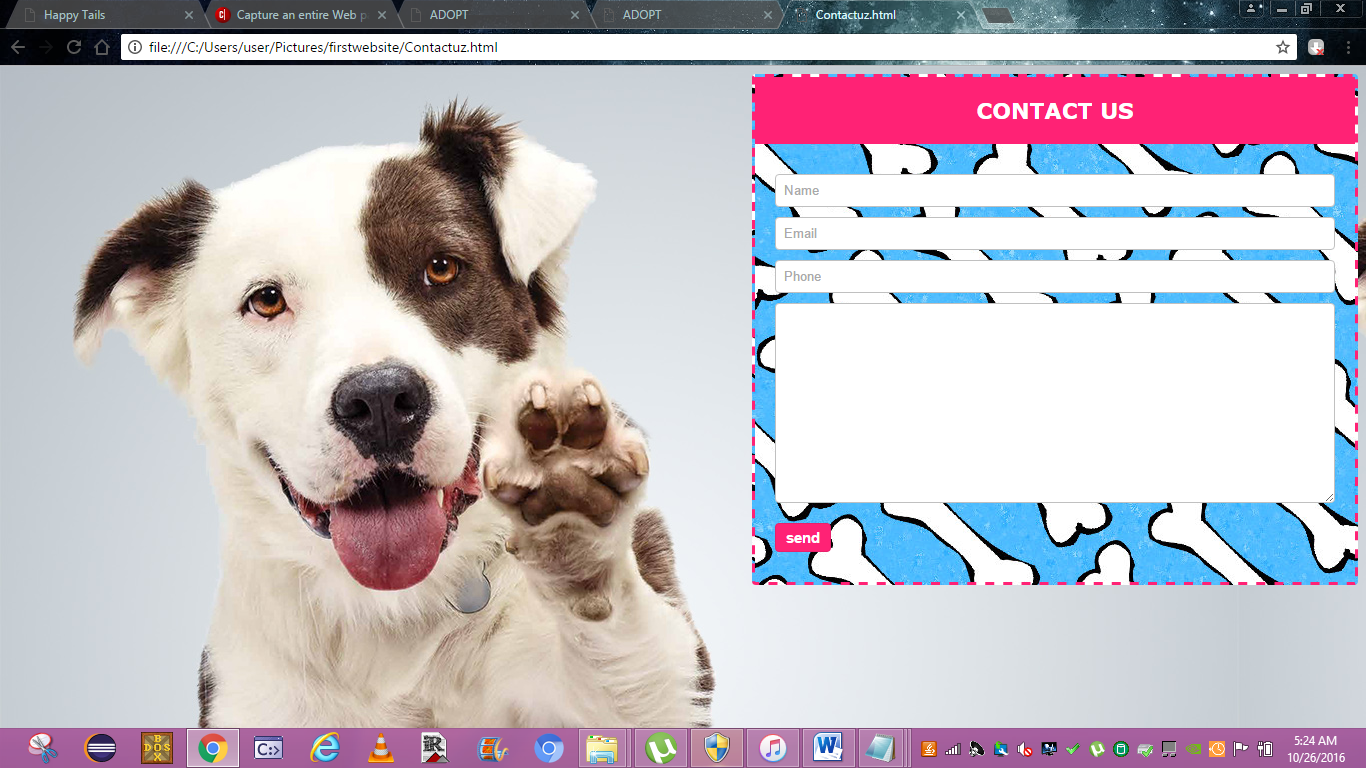 Happy Tails
Capture an entire Web p
ADOPT
ADOPT
Contactuz.html
file:///C:/Users/user/Pictures/firstwebsite/Contactuz.html
CONTACT US
Name
Email
Phone
send
5:24 AM
10/26/2016